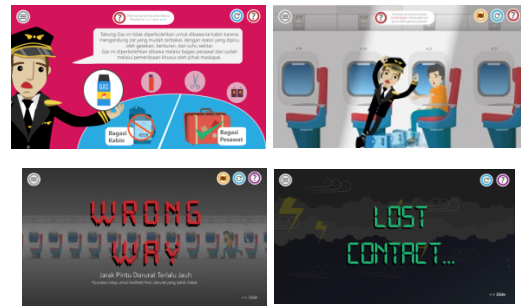 Tabung Gas ini tidak diperbolehkan untuk dibawa ke kabin karena
mengandung zat yang mudah terbakar, dengan reaksi yang dipicu
oleh gesekan, benturan, dan suhu sekitar.
Gas ini diperbolehkan dibawa melalui bagasi pesawat dan sudah
melalui pemeriksaan khusus oleh pihak maskapai.
GAS
Bagasi
Kabin
Bagasi
Pesawat
WRONG
WAY
Jarak Pintu Darurat Terlalu Jauh
LOST
CONTACT...
<< Slide
<< Slide